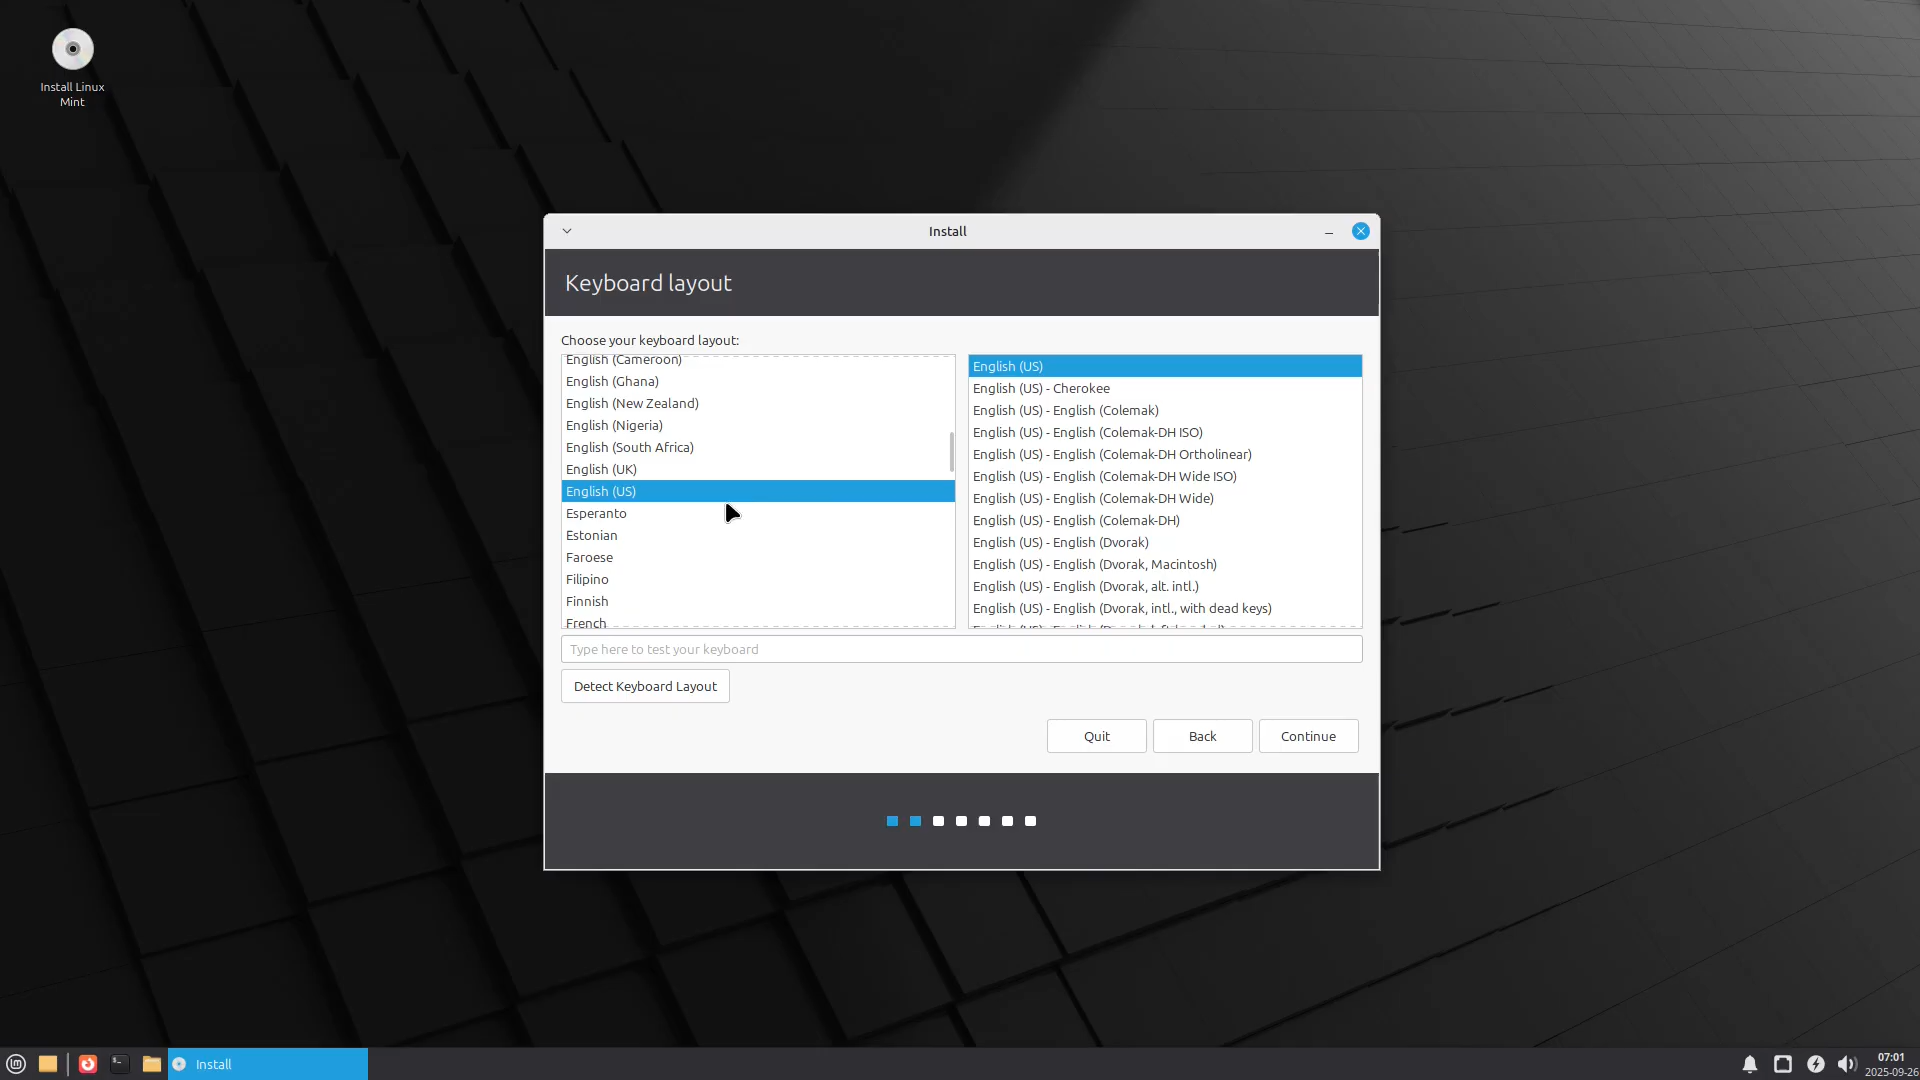 Install Linux
Mint
Install
Keyboard layout
Choose your keyboard layout:
English (Cameroon)
English (Ghana)
English (New Zealand)
English (Nigeria)
English (South Africa)
English (UK)
English (US)
Esperanto
Estonian
Faroese
Filipino
Finnish
French
English (US)
English (US) - Cherokee
English (US) - English (Colemak)
English (US) - English (Colemak-DH ISO)
English (US) - English (Colemak-DH Ortholinear)
English (US) - English (Colemak-DH Wide ISO)
English (US) - English (Colemak-DH Wide)
English (US) - English (Colemak-DH)
English (US) - English (Dvorak)
English (US) - English (Dvorak, Macintosh)
English (US) - English (Dvorak, alt. intl.)
English (US) - English (Dvorak, intl., with dead keys)
Type here to test your keyboard
Detect Keyboard Layout
Quit
Back
Continue
Install
07:01
2025-09-26